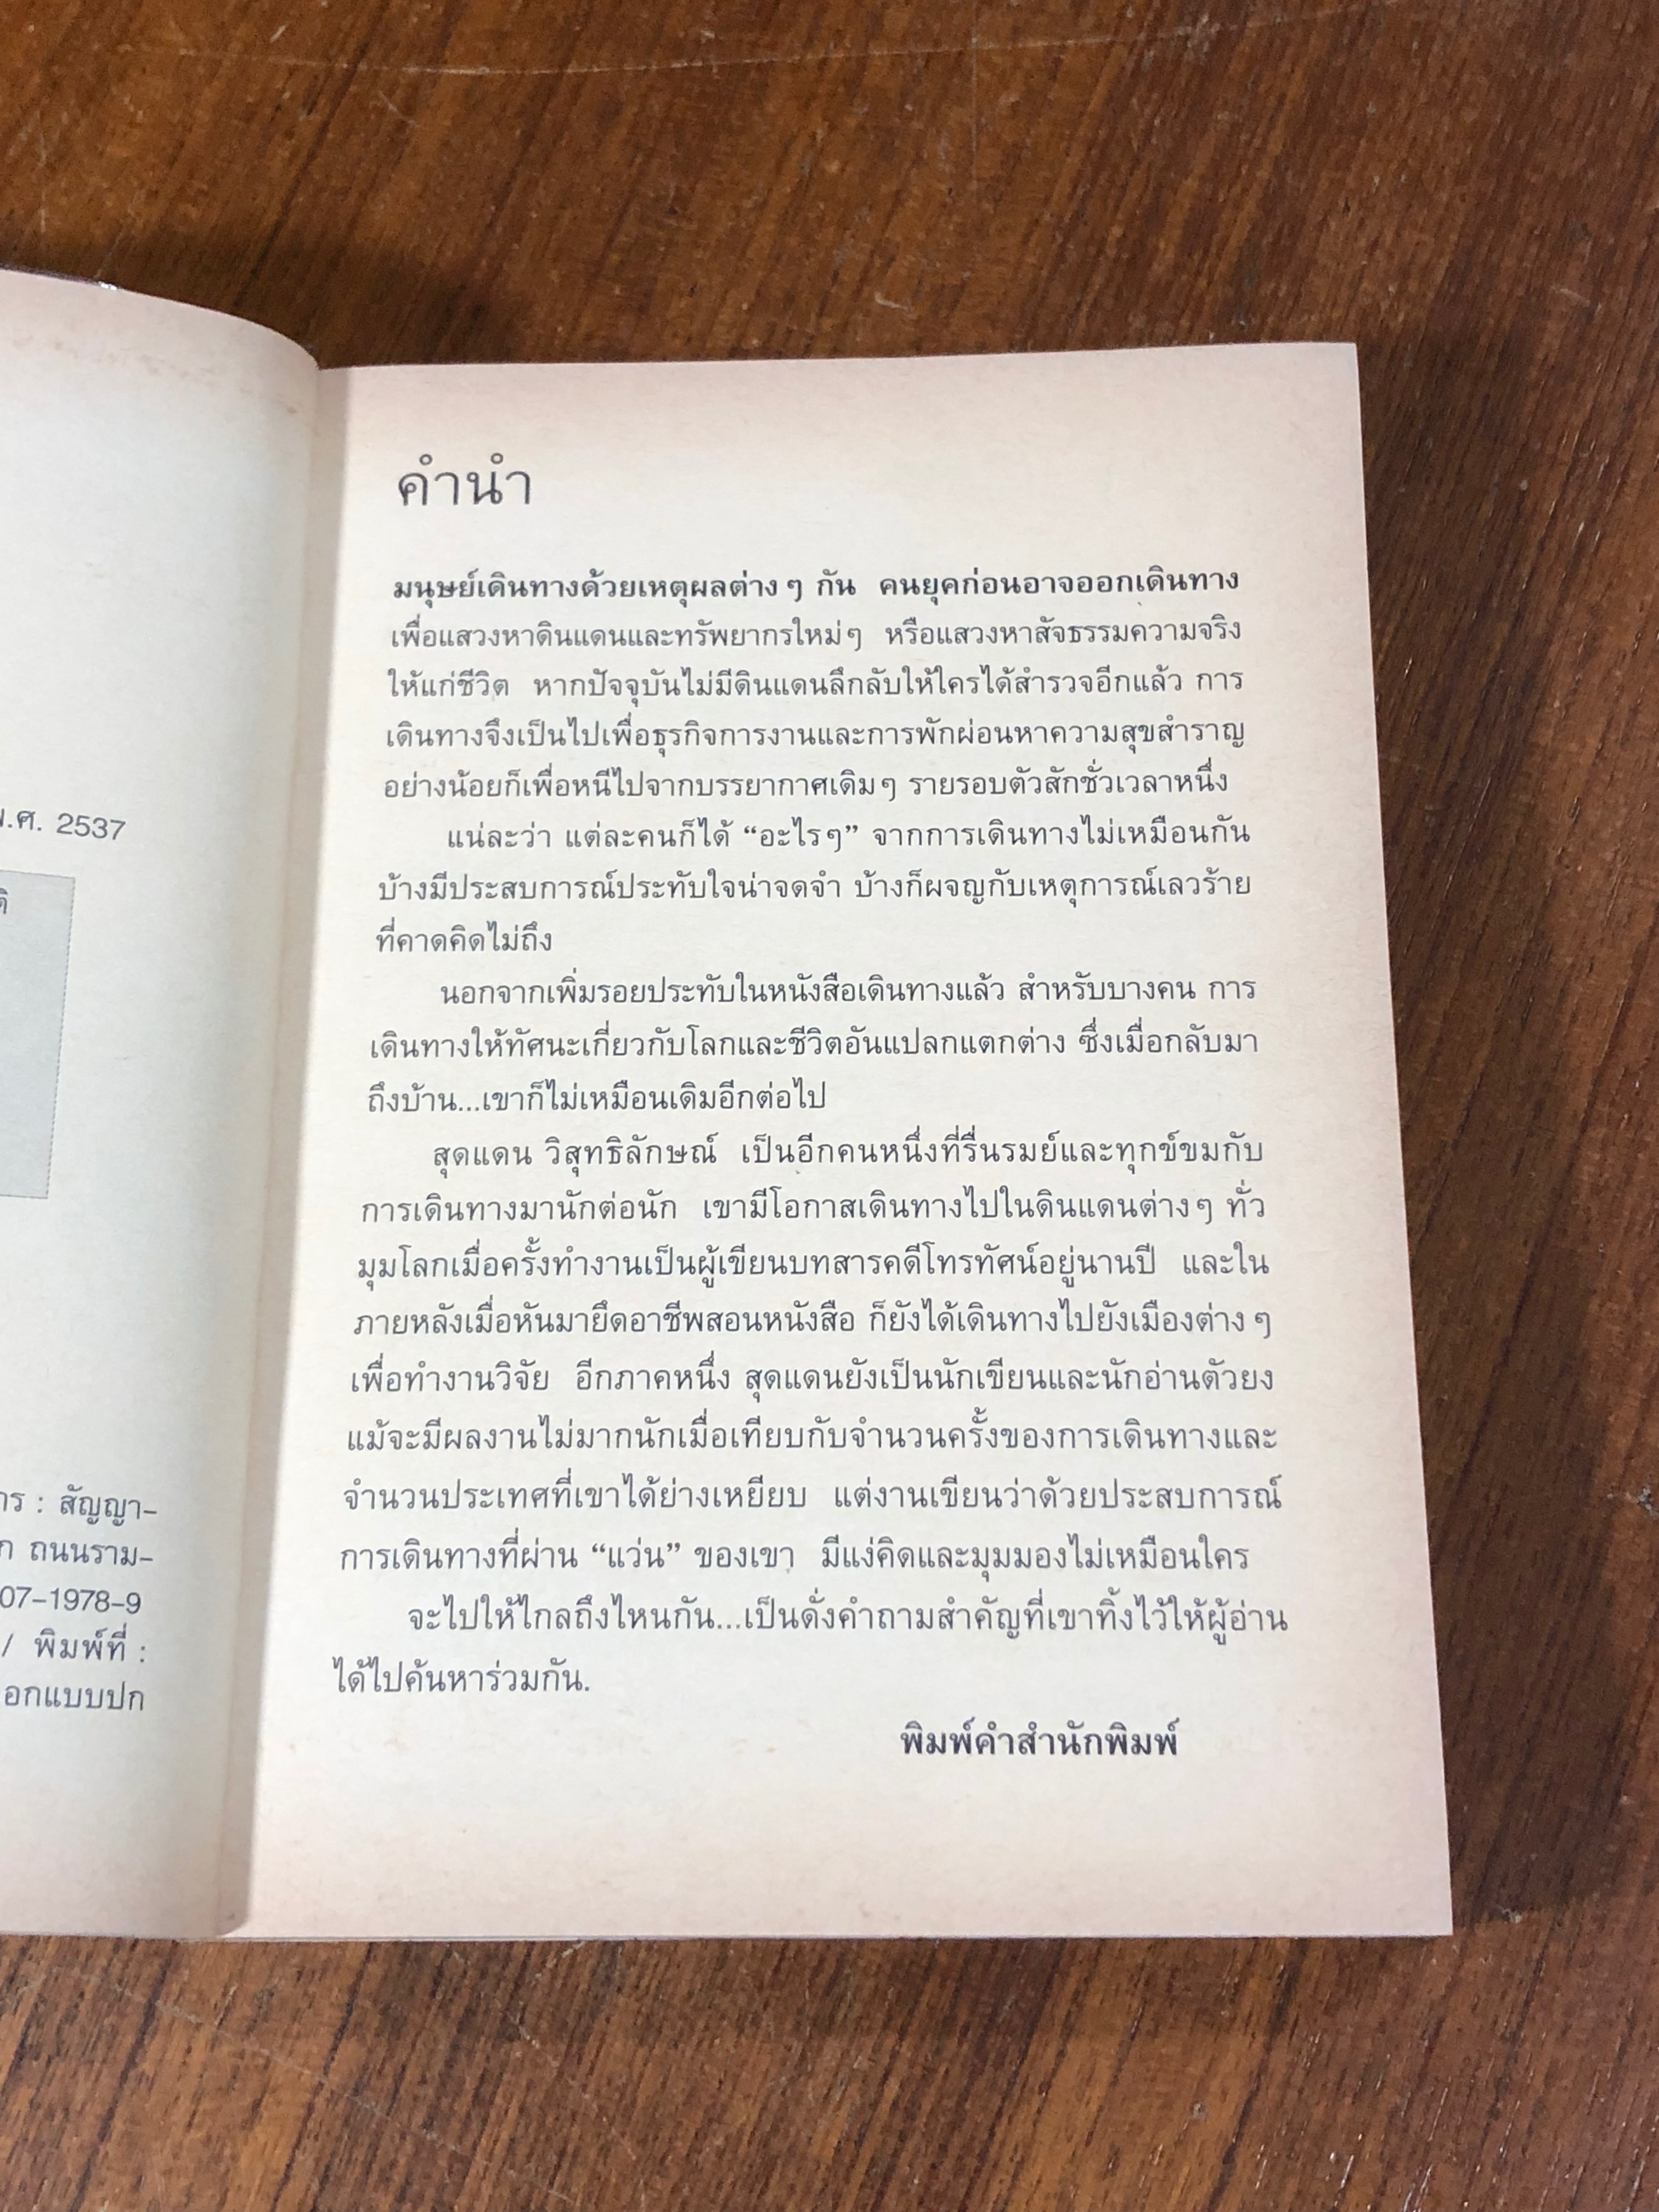 พ.ศ. 2537
สัญญา–
ถนนราม–
07–1978–9
/ พิมพ์ที่ :
คำนำ
มนุษย์เดินทางด้วยเหตุผลต่างๆ กัน คนยุคก่อนอาจออกเดินทาง
เพื่อแสวงหาดินแดนและทรัพยากรใหม่ๆ หรือแสวงหาสัจธรรมความจริง
ให้แก่ชีวิต หากปัจจุบันไม่มีดินแดนลึกลับให้ใครได้สำรวจอีกแล้ว การ
เดินทางจึงเป็นไปเพื่อธุรกิจการงานและการพักผ่อนหาความสุขสำราญ
อย่างน้อยก็เพื่อหนีไปจากบรรยากาศเดิมๆ รายรอบตัวสักชั่วเวลาหนึ่ง
แน่ละว่า แต่ละคนก็ได้ “อะไรๆ” จากการเดินทางไม่เหมือนกัน
บ้างมีประสบการณ์ประทับใจน่าจดจำ บ้างก็ผจญกับเหตุการณ์เลวร้าย
ที่คาดคิดไม่ถึง
นอกจากเพิ่มรอยประทับในหนังสือเดินทางแล้ว สำหรับบางคน การ
เดินทางให้ทัศนะเกี่ยวกับโลกและชีวิตอันแปลกแตกต่าง ซึ่งเมื่อกลับมา
ถึงบ้าน...เขาก็ไม่เหมือนเดิมอีกต่อไป
สุดแดน วิสุทธิลักษณ์ เป็นอีกคนหนึ่งที่รื่นรมย์และทุกข์ขมกับ
การเดินทางมานักต่อนัก เขามีโอกาสเดินทางไปในดินแดนต่างๆ ทั่ว
มุมโลกเมื่อครั้งทำงานเป็นผู้เขียนบทสารคดีโทรทัศน์อยู่นานปี และใน
ภายหลังเมื่อหันมายึดอาชีพสอนหนังสือ ก็ยังได้เดินทางไปยังเมืองต่างๆ
เพื่อทำงานวิจัย อีกภาคหนึ่ง สุดแดนยังเป็นนักเขียนและนักอ่านตัวยง
แม้จะมีผลงานไม่มากนักเมื่อเทียบกับจำนวนครั้งของการเดินทางและ
จำนวนประเทศที่เขาได้ย่างเหยียบ แต่งานเขียนว่าด้วยประสบการณ์
การเดินทางที่ผ่าน “แว่น” ของเขา มีแง่คิดและมุมมองไม่เหมือนใคร
จะไปให้ไกลถึงไหนกัน...เป็นดั่งคำถามสำคัญที่เขาทิ้งไว้ให้ผู้อ่าน
ได้ไปค้นหาร่วมกัน.
พิมพ์คำสำนักพิมพ์